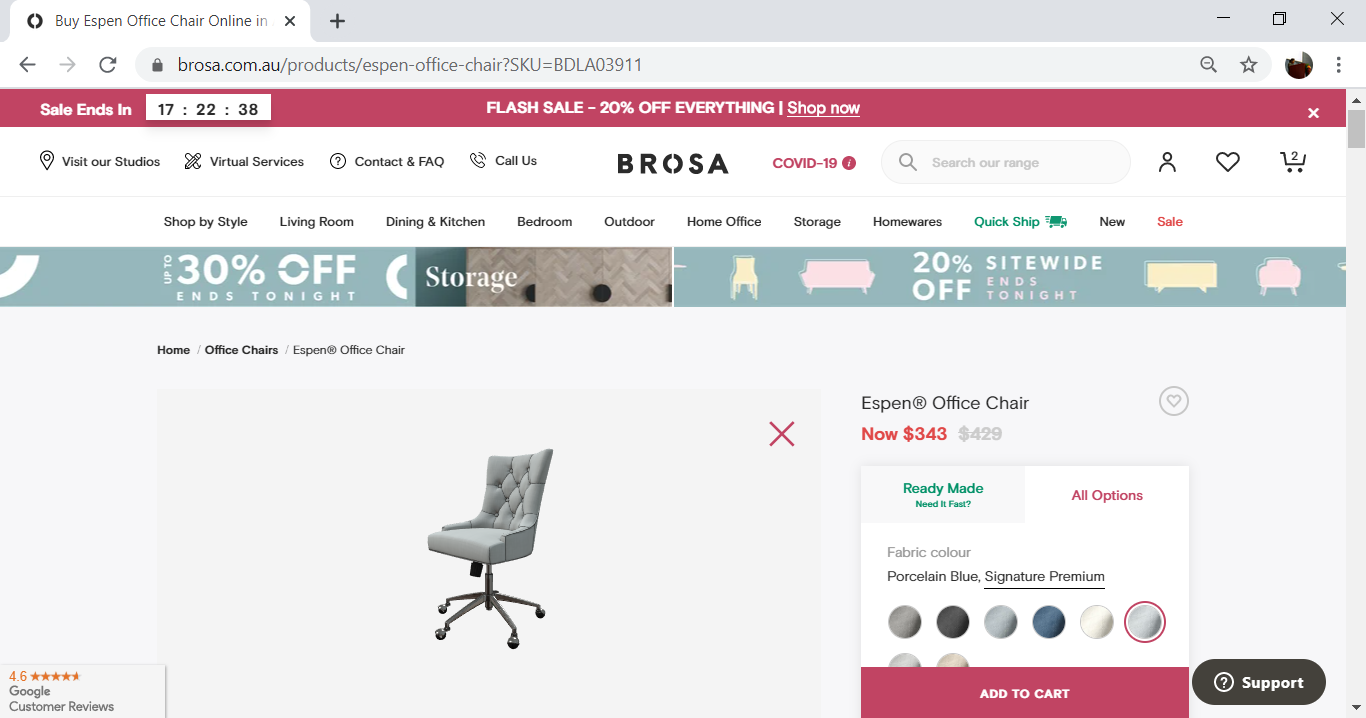 Buy Espen Office Chair Online in
brosa.com.au/products/espen-office-chair?SKU=BDLA03911
Sale Ends In 17 : 22 : 38 FLASH SALE – 20% OFF EVERYTHING | Shop now
Visit our Studios Virtual Services Contact & FAQ Call Us BROSA COVID-19 i Search our range 2
Shop by Style Living Room Dining & Kitchen Bedroom Outdoor Home Office Storage Homewares Quick Ship New Sale
UP TO 30% OFF
ENDS TONIGHT
Storage
20% OFF
SITEWIDE
ENDS
TONIGHT
Home / Office Chairs / Espen® Office Chair
Espen® Office Chair
Now $343 $429
Ready Made
Need It Fast?
All Options
Fabric colour
Porcelain Blue, Signature Premium
ADD TO CART
4.6
Google
Customer Reviews
? Support